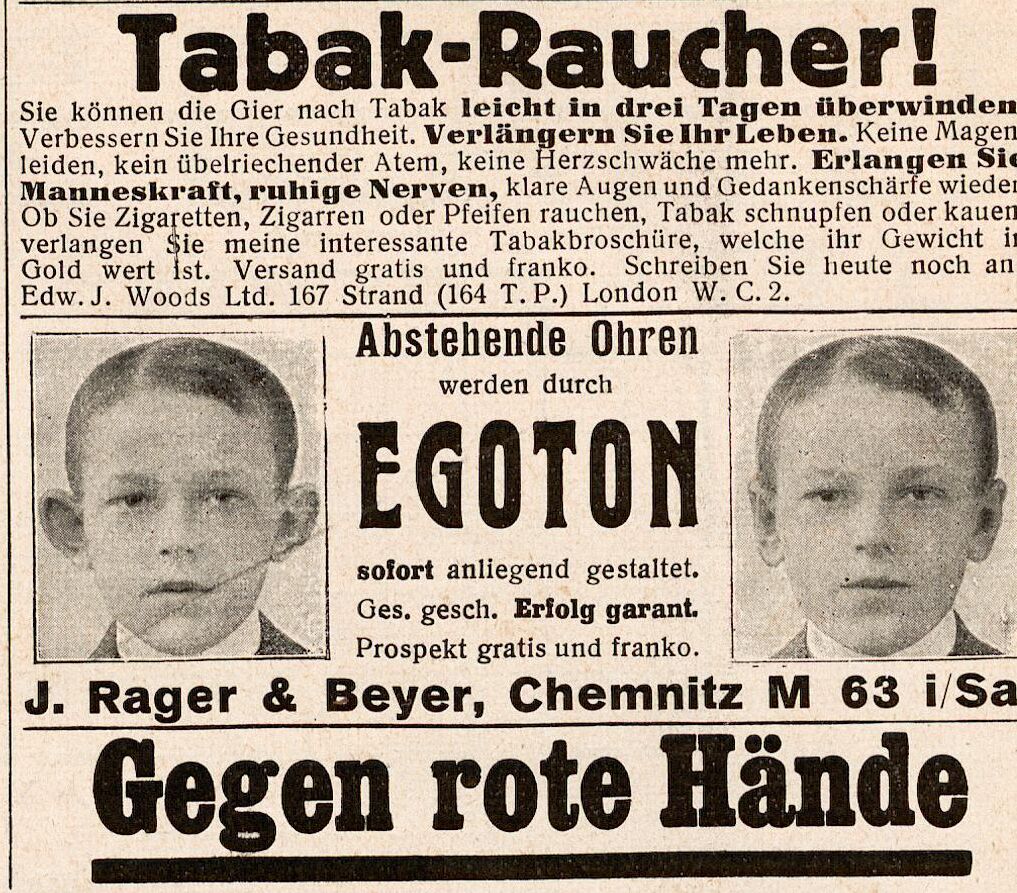 Tabak-Raucher!
Sie können die Gier nach Tabak leicht in drei Tagen überwinden
Verbessern Sie Ihre Gesundheit. Verlängern Sie Ihr Leben. Keine Magen
leiden, kein übelriechender Atem, keine Herzschwäche mehr. Erlangen Sie
Manneskraft, ruhige Nerven, klare Augen und Gedankenschärfe wieder
Ob Sie Zigaretten, Zigarren oder Pfeifen rauchen, Tabak schnupfen oder kauen
verlangen Sie meine interessante Tabakbroschüre, welche ihr Gewicht in
Gold wert ist. Versand gratis und franko. Schreiben Sie heute noch an
Edw. J. Woods Ltd. 167 Strand (164 T. P.) London W. C. 2.
Abstehende Ohren
werden durch
EGOTON
sofort anliegend gestaltet.
Ges. gesch. Erfolg garant.
Prospekt gratis und franko.
J. Rager & Beyer, Chemnitz M 63 i/Sa
Gegen rote Hände